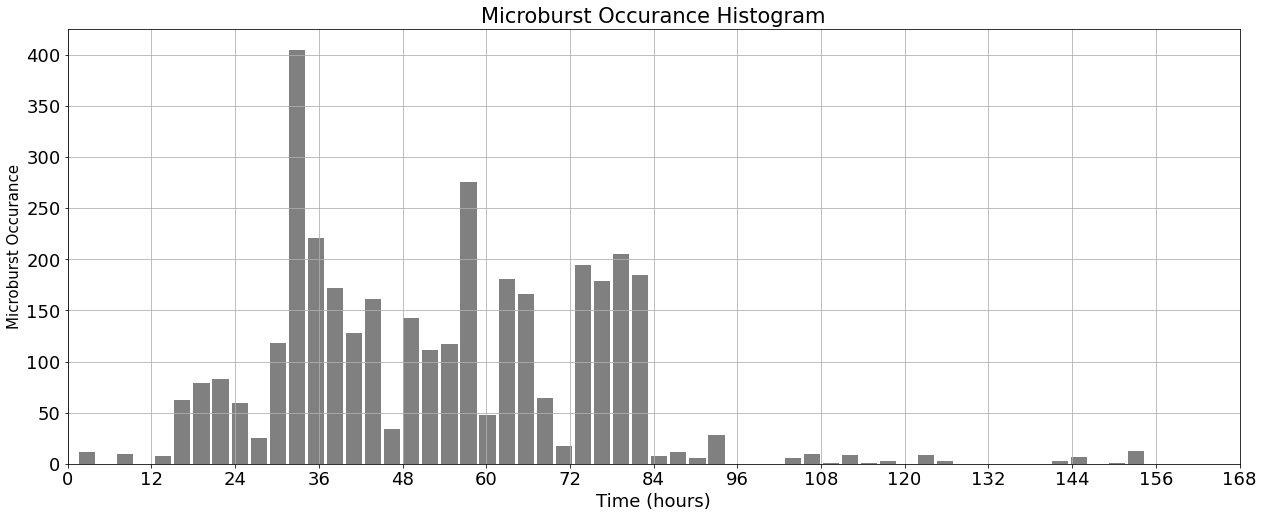 Microburst Occurance Histogram
400
350
300
250
200
150
100
50
0
Microburst Occurance
0 12 24 36 48 60 72 84 96 108 120 132 144 156 168
Time (hours)